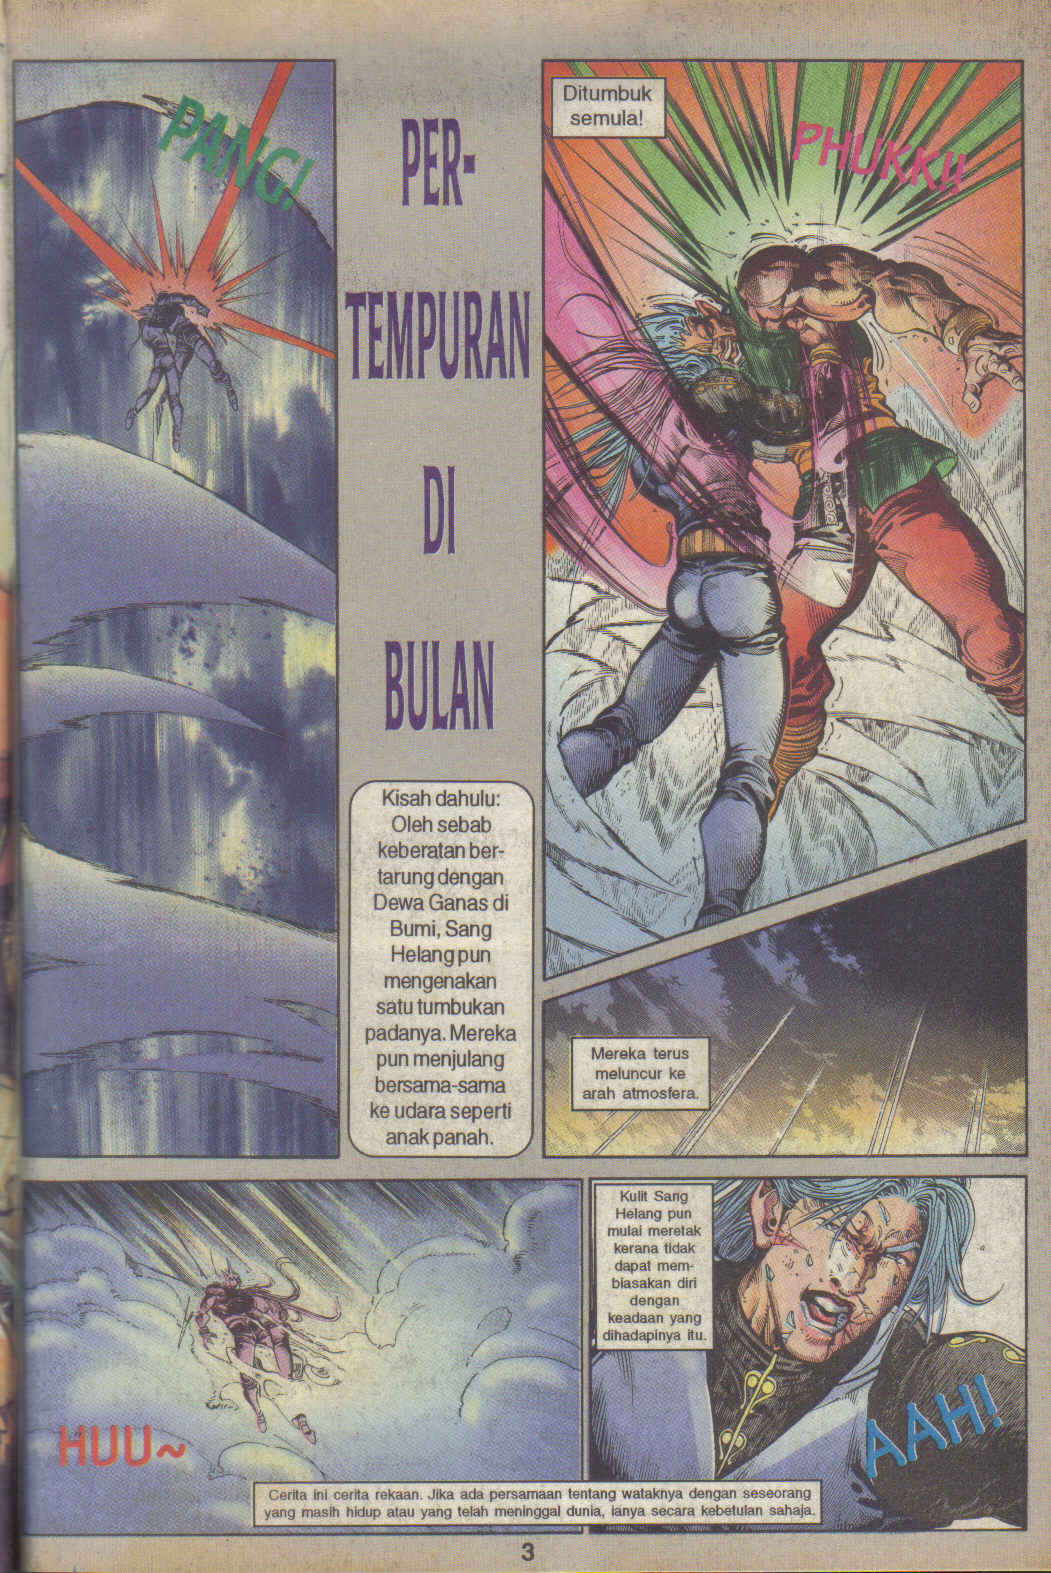 PANG!
PER-
TEMPURAN
DI
BULAN
Kisah dahulu:
Oleh sebab
keberatan ber-
tarung dengan
Dewa Ganas di
Bumi, Sang
Helang pun
mengenakan
satu tumbukan
padanya. Mereka
pun menjulang
bersama-sama
ke udara seperti
anak panah.
Ditumbuk
semula!
PHUKK!!
Mereka terus
meluncur ke
arah atmosfera.
HUU~
Kulit Sang
Helang pun
mulai meretak
kerana tidak
dapat mem-
biasakan diri
dengan
keadaan yang
dihadapinya itu.
AAH!
Cerita ini cerita rekaan. Jika ada persamaan tentang wataknya dengan seseorang
yang masih hidup atau yang telah meninggal dunia, ianya secara kebetulan sahaja.
3